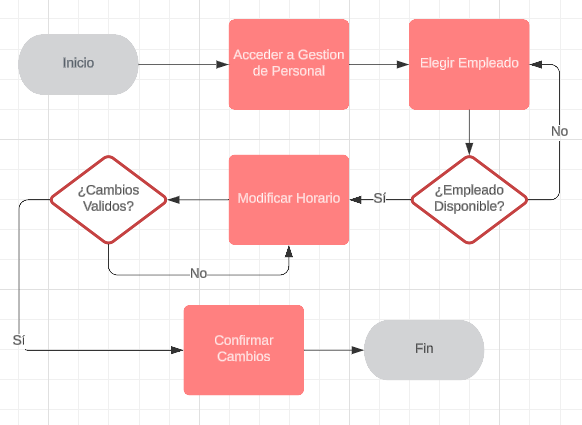 Inicio
Acceder a Gestion
de Personal
Elegir Empleado
No
¿Cambios
Validos?
Modificar Horario
Sí
¿Empleado
Disponible?
No
Sí
Confirmar
Cambios
Fin